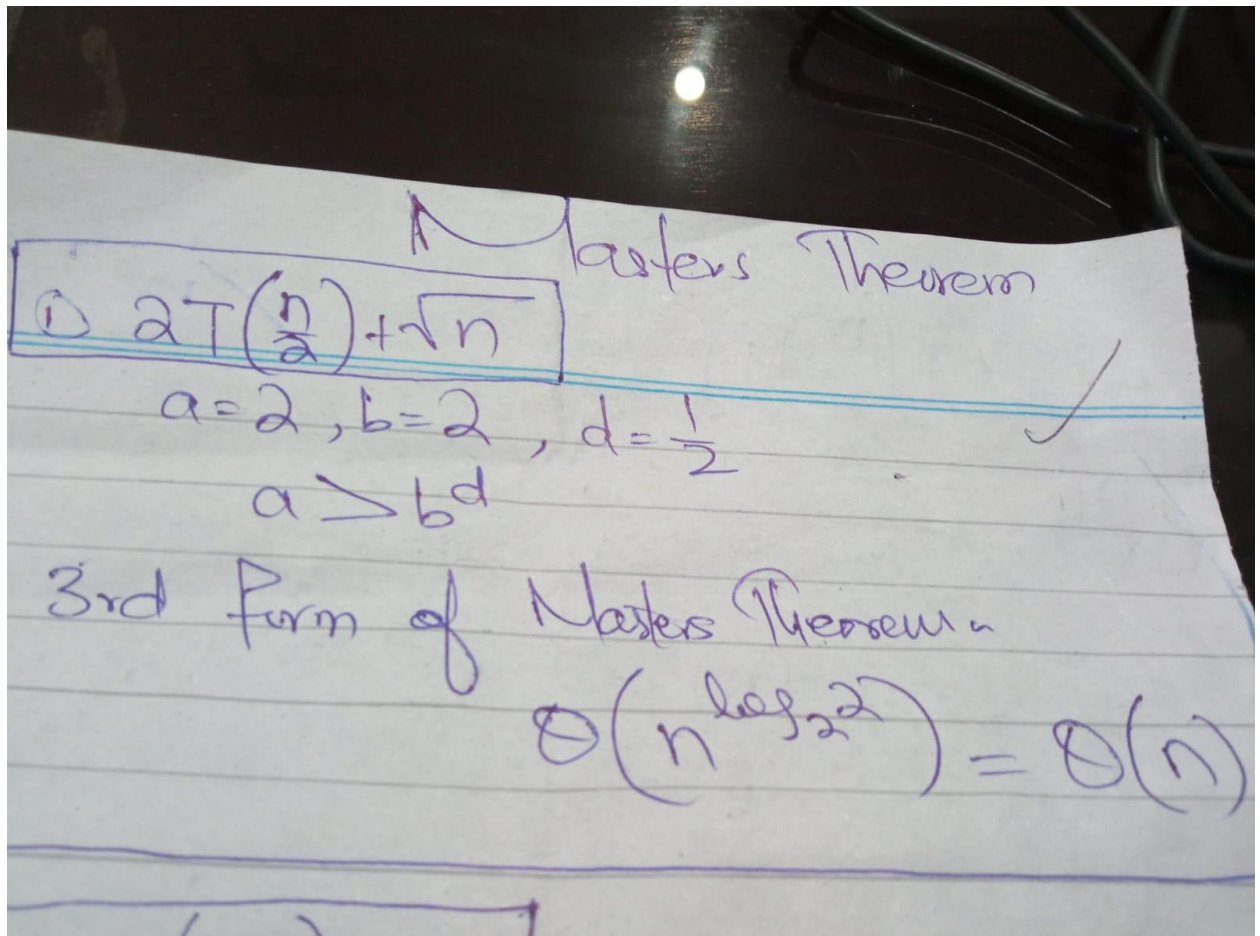 Masters Theorem
① 2T(n/2)+√n
a=2, b=2, d=1/2
a>b^d
3rd form of Masters Theorem.
Θ(n^log₂2) = Θ(n)